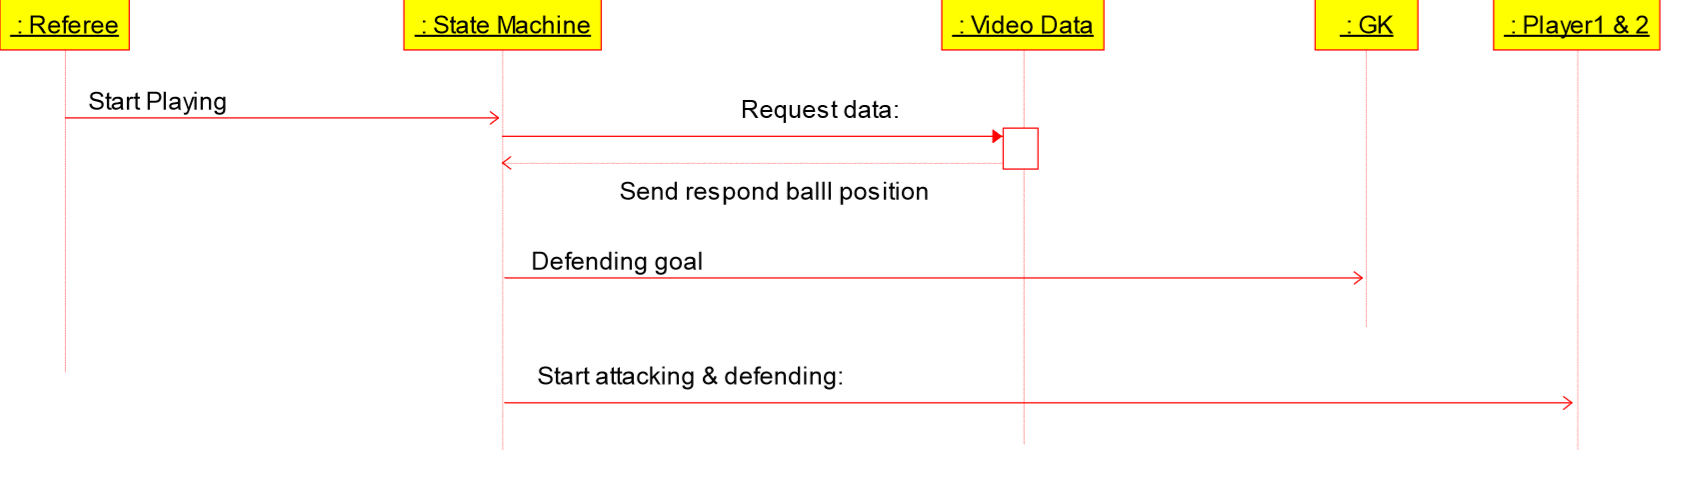 : Referee
: State Machine
: Video Data
: GK
: Player1 & 2
Start Playing
Request data:
Send respond balll position
Defending goal
Start attacking & defending: